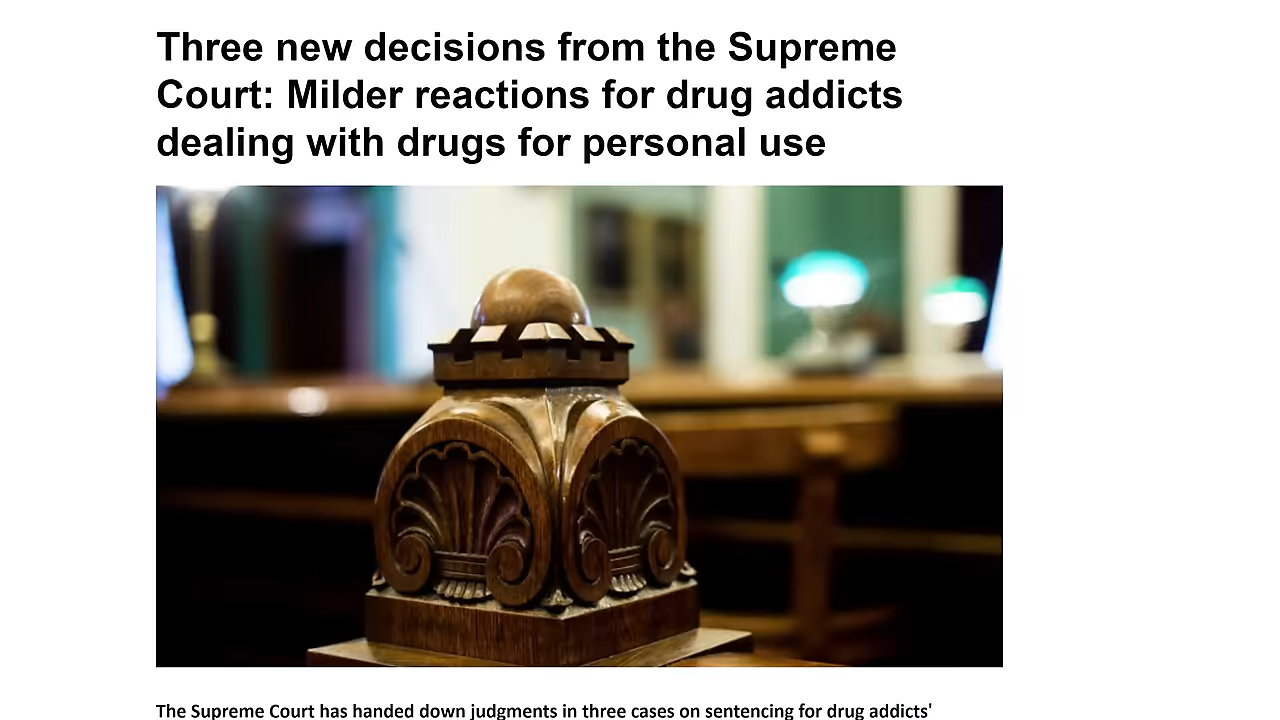 Three new decisions from the Supreme
Court: Milder reactions for drug addicts
dealing with drugs for personal use
The Supreme Court has handed down judgments in three cases on sentencing for drug addicts'